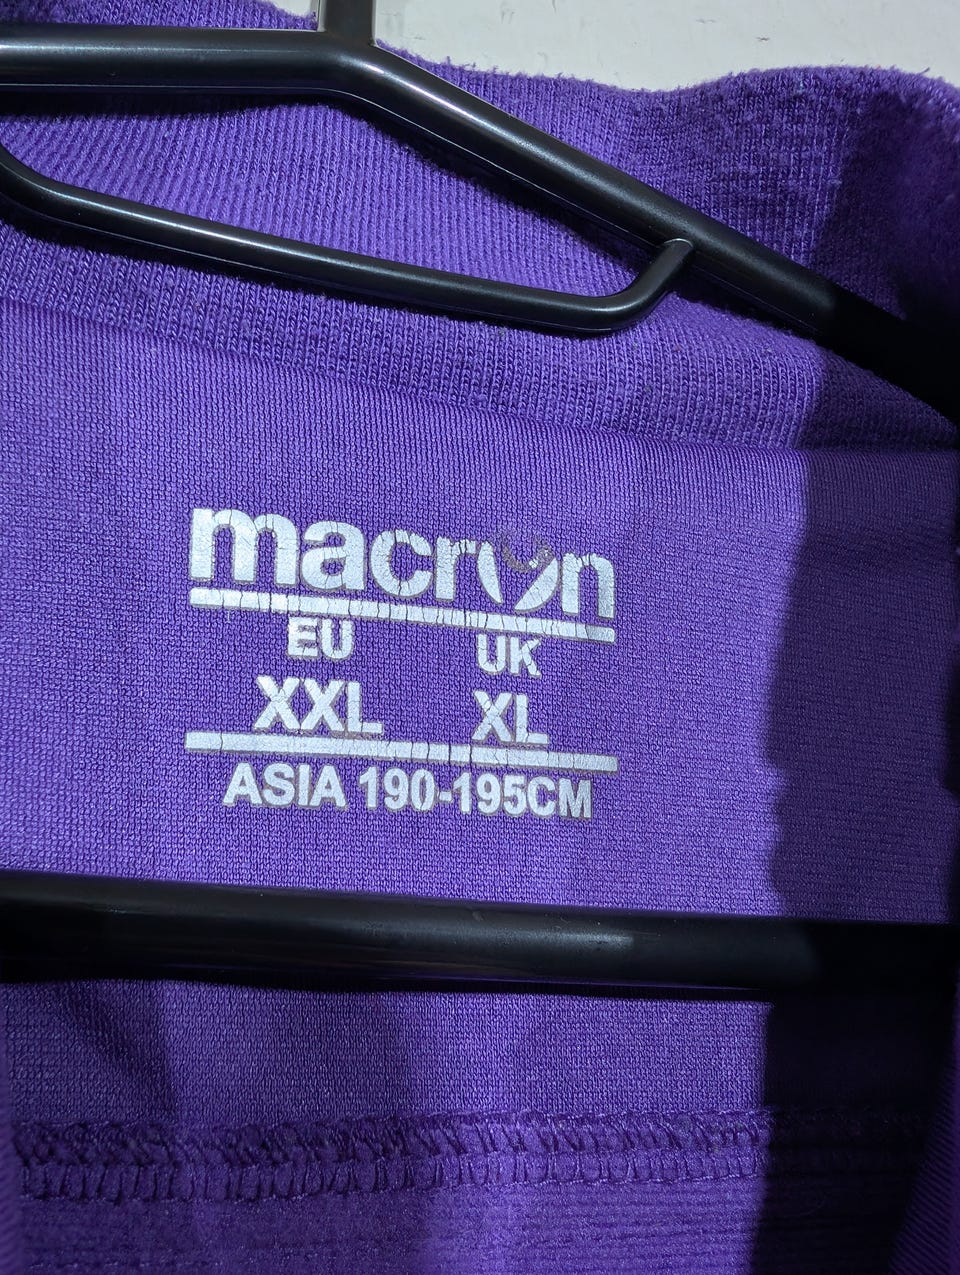 macron
EU UK
XXL XL
ASIA 190-195CM